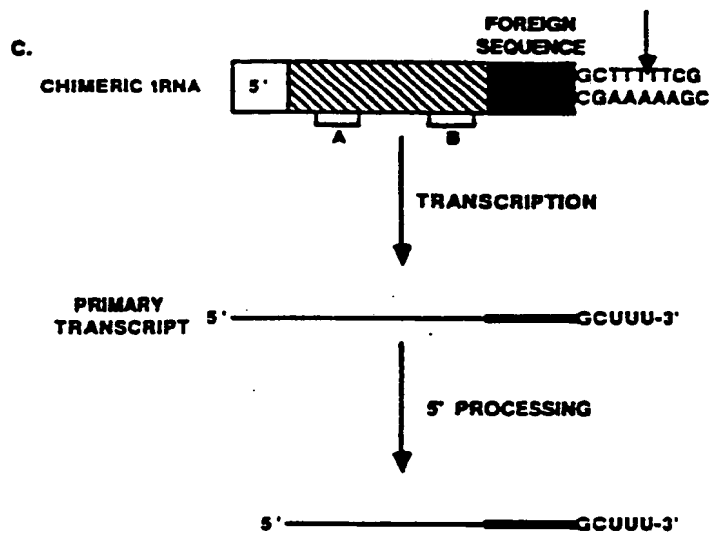 C.
FOREIGN
SEQUENCE
CHIMERIC tRNA
5'
GCTTTTTCG
CGAAAAAGC
A
B
TRANSCRIPTION
PRIMARY
TRANSCRIPT
5'
GCUUU-3'
5' PROCESSING
5'
GCUUU-3'